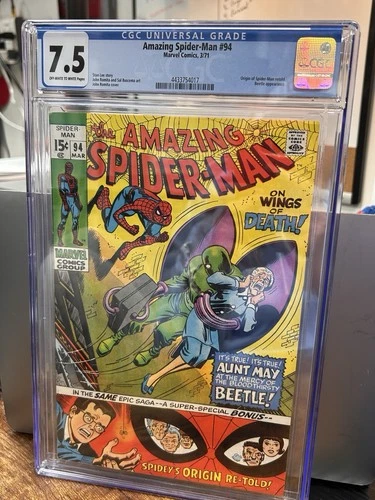 CGC UNIVERSAL GRADE
7.5
OFF-WHITE TO WHITE Pages
Amazing Spider-Man #94
Marvel Comics, 3/71
Stan Lee story
John Romita and Sal Buscema art
John Romita cover
4433754017
Origin of Spider-Man retold.
Beetle appearance.
CGC
SPIDER-
MAN
15¢
94
MAR
MARVEL
COMICS
GROUP
THE AMAZING
SPIDER-MAN
ON
WINGS
OF
DEATH!
IT'S TRUE! IT'S TRUE!
AUNT MAY
AT THE MERCY OF
THE BLOODTHIRSTY
BEETLE!
IN THE SAME EPIC SAGA--A SUPER-SPECIAL BONUS--
SPIDEY'S ORIGIN RE-TOLD!